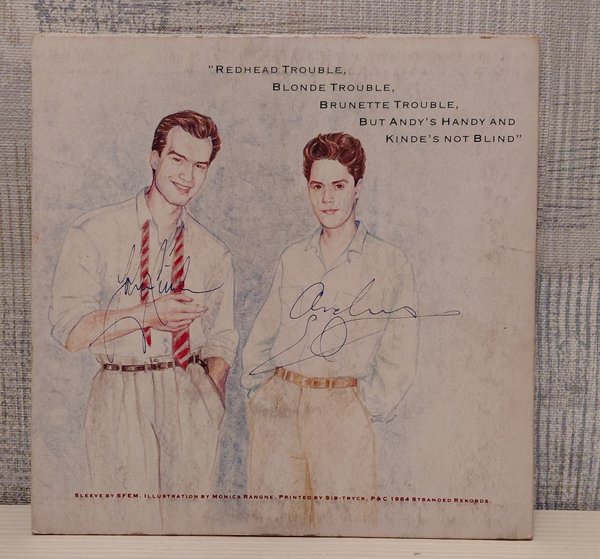 "Redhead Trouble,
Blonde Trouble,
Brunette Trouble,
But Andy's Handy and
Kinde's not Blind"
Sleeve by SFEM. Illustration by Monica Rangne. Printed by Sib-Tryck, P&C 1984 Stranded Rekords.